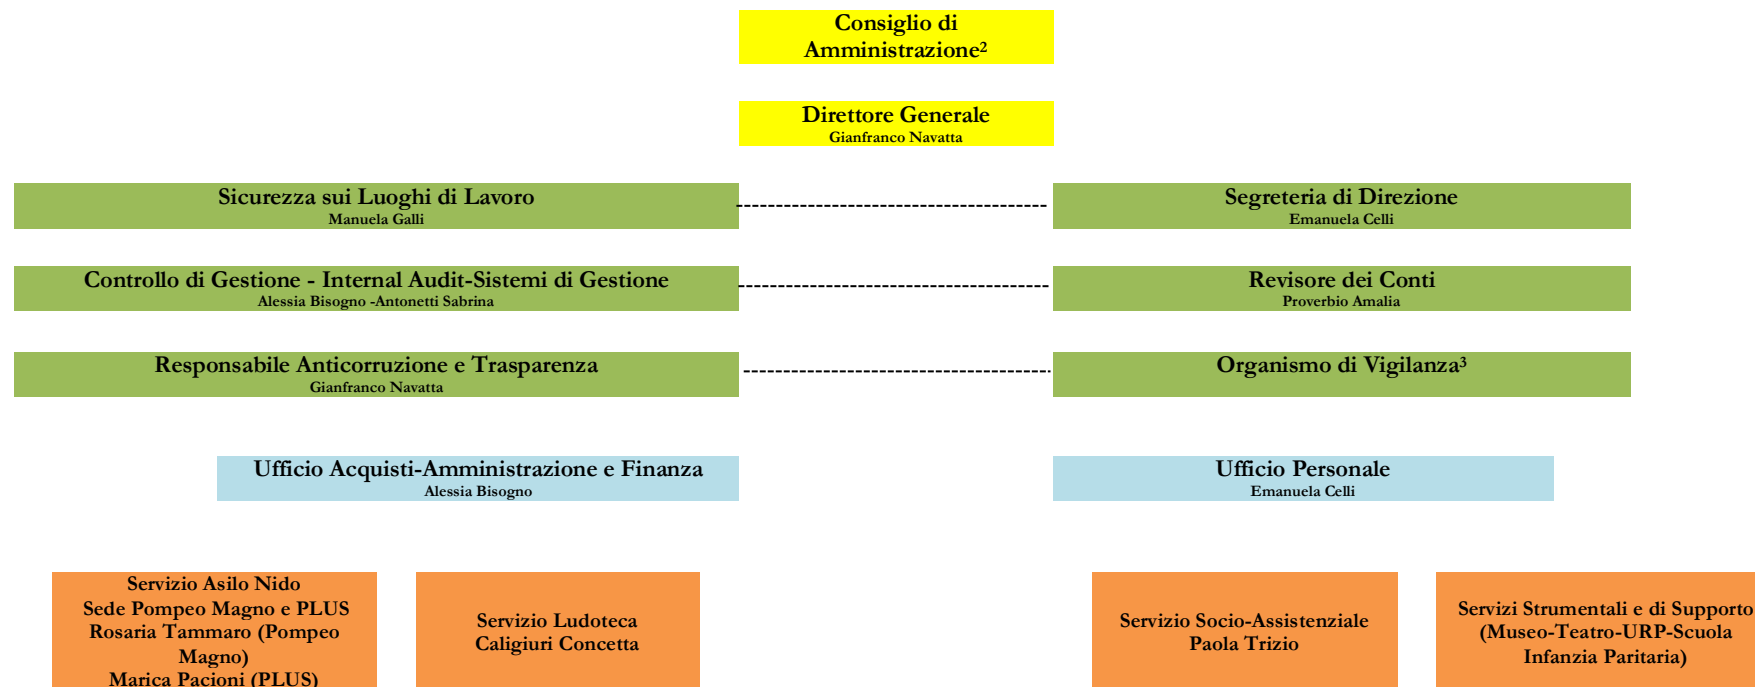 Consiglio di
Amministrazione²
Direttore Generale
Gianfranco Navatta
Sicurezza sui Luoghi di Lavoro
Manuela Galli
Segreteria di Direzione
Emanuela Celli
Controllo di Gestione - Internal Audit-Sistemi di Gestione
Alessia Bisogno -Antonetti Sabrina
Revisore dei Conti
Proverbio Amalia
Responsabile Anticorruzione e Trasparenza
Gianfranco Navatta
Organismo di Vigilanza³
Ufficio Acquisti-Amministrazione e Finanza
Alessia Bisogno
Ufficio Personale
Emanuela Celli
Servizio Asilo Nido
Sede Pompeo Magno e PLUS
Rosaria Tammaro (Pompeo
Magno)
Marica Pacioni (PLUS)
Servizio Ludoteca
Caligiuri Concetta
Servizio Socio-Assistenziale
Paola Trizio
Servizi Strumentali e di Supporto
(Museo-Teatro-URP-Scuola
Infanzia Paritaria)